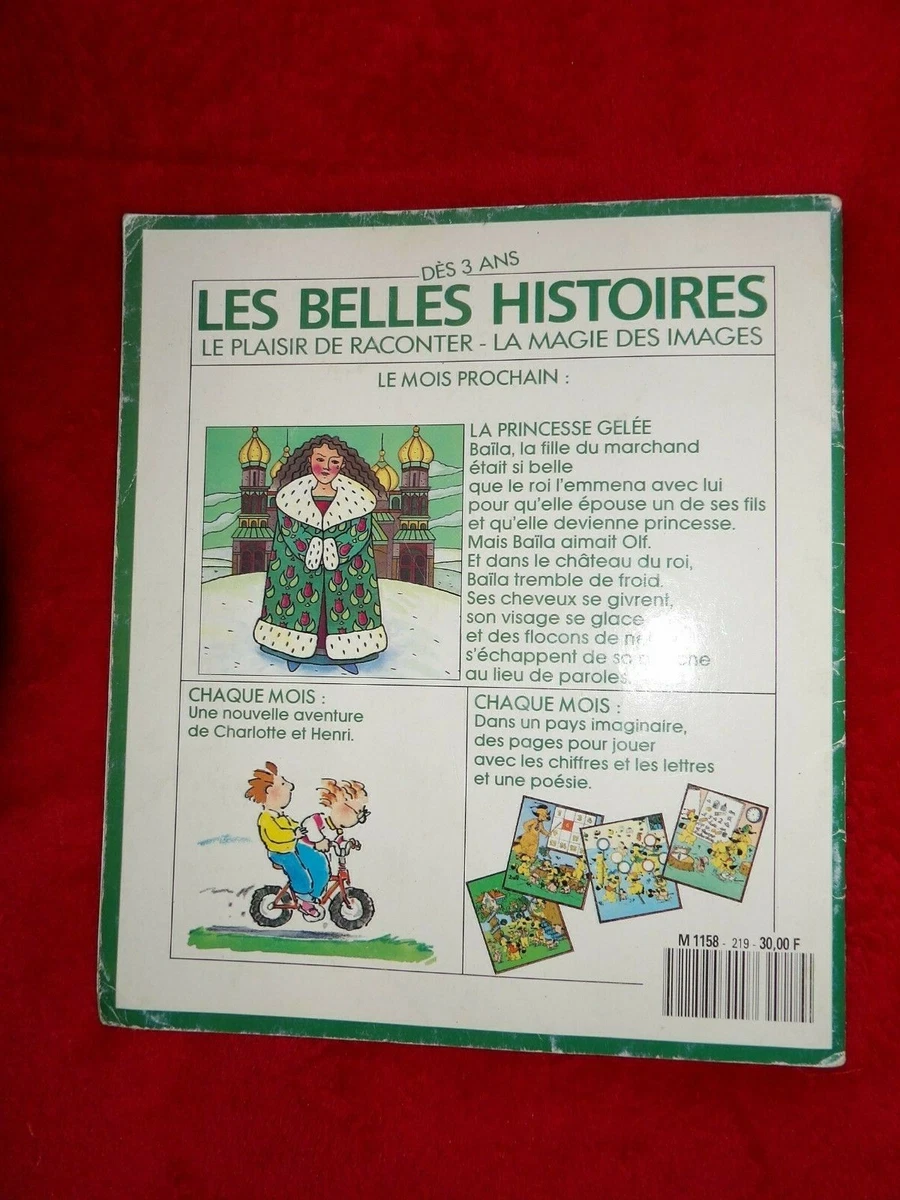 DÈS 3 ANS
LES BELLES HISTOIRES
LE PLAISIR DE RACONTER - LA MAGIE DES IMAGES
LE MOIS PROCHAIN :
LA PRINCESSE GELÉE
Baïla, la fille du marchand
était si belle
que le roi l'emmena avec lui
pour qu'elle épouse un de ses fils
et qu'elle devienne princesse.
Mais Baïla aimait Olf.
Et dans le château du roi,
Baïla tremble de froid.
Ses cheveux se givrent,
son visage se glace
et des flocons de
s'échappent de
au lieu de paroles.
CHAQUE MOIS :
Une nouvelle aventure
de Charlotte et Henri.
CHAQUE MOIS :
Dans un pays imaginaire,
des pages pour jouer
avec les chiffres et les lettres
et une poésie.
M 1158 - 219 - 30,00 F